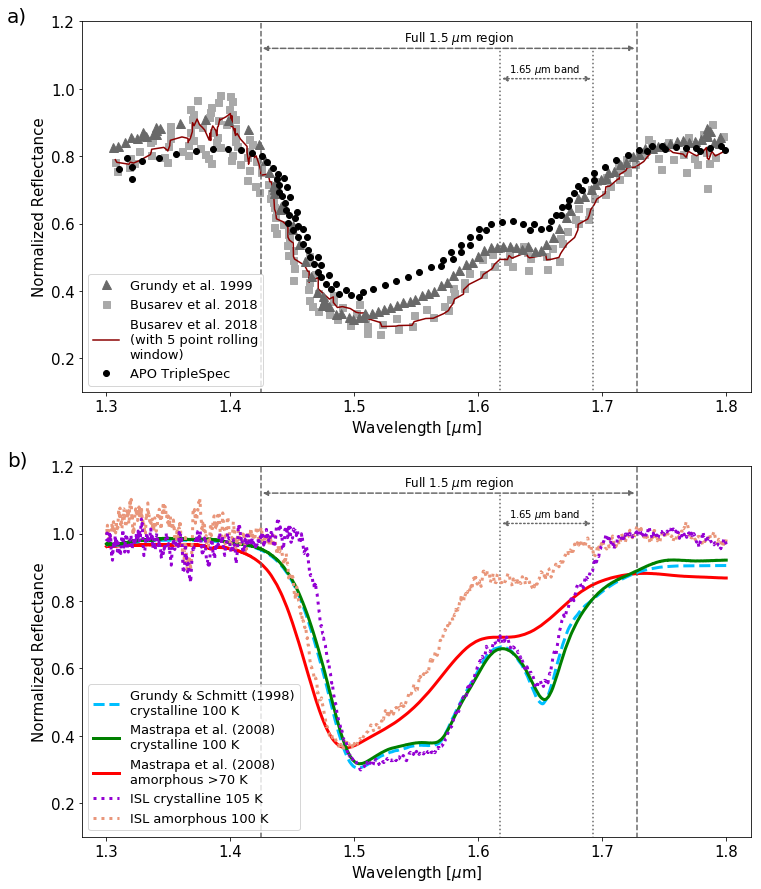 a)
1.2
Full 1.5 μm region
1.65 μm band
1.0
0.8
0.6
0.4
0.2
Normalized Reflectance
Grundy et al. 1999
Busarev et al. 2018
Busarev et al. 2018
(with 5 point rolling
window)
APO TripleSpec
1.3 1.4 1.5 1.6 1.7 1.8
Wavelength [μm]
b)
1.2
Full 1.5 μm region
1.65 μm band
1.0
0.8
0.6
0.4
0.2
Normalized Reflectance
Grundy & Schmitt (1998)
crystalline 100 K
Mastrapa et al. (2008)
crystalline 100 K
Mastrapa et al. (2008)
amorphous >70 K
ISL crystalline 105 K
ISL amorphous 100 K
1.3 1.4 1.5 1.6 1.7 1.8
Wavelength [μm]